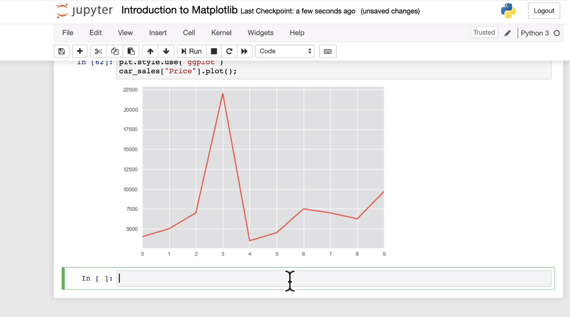 jupyter Introduction to Matplotlib Last Checkpoint: a few seconds ago (unsaved changes) Logout
File Edit View Insert Cell Kernel Widgets Help Trusted Python 3
Run Code
In [62]: plt.style.use('ggplot')
car_sales["Price"].plot();
22500
20000
17500
15000
12500
10000
7500
5000
0 1 2 3 4 5 6 7 8 9
In [ ]: